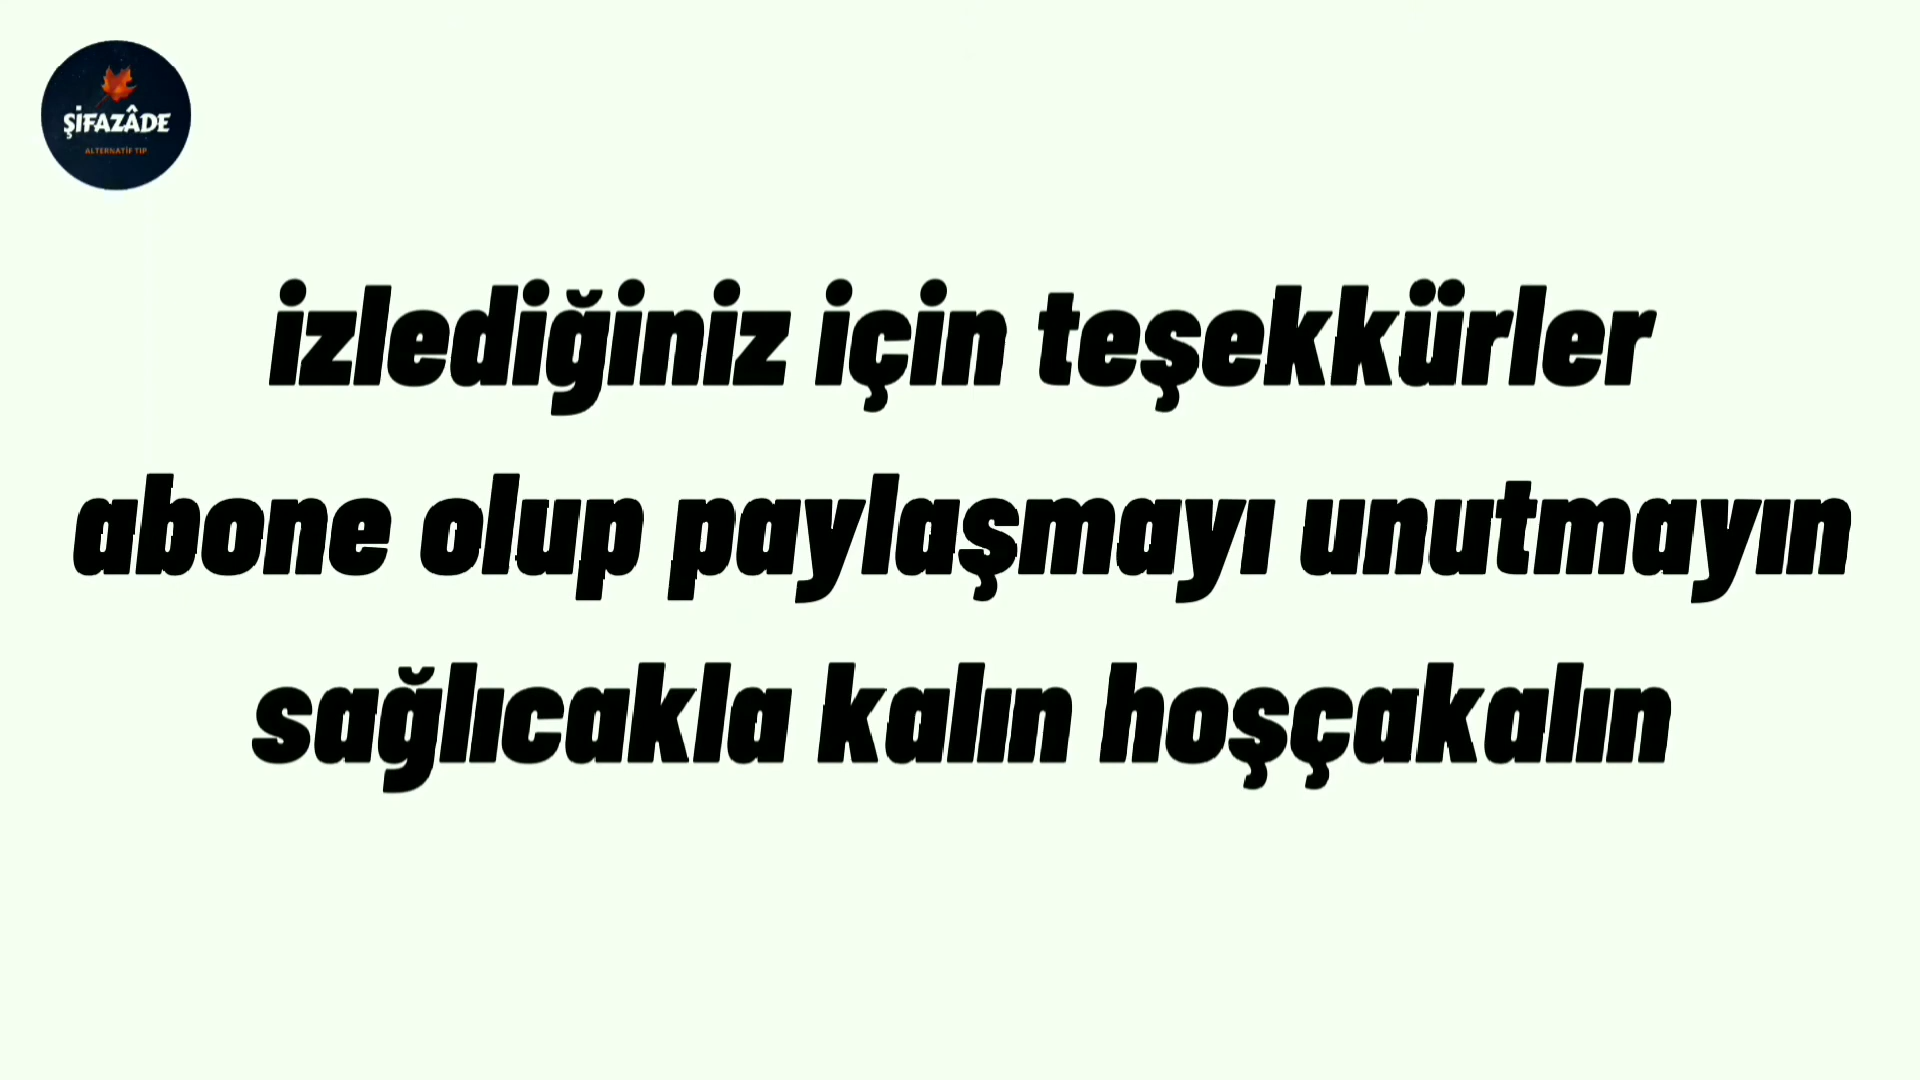 ŞİFAZÂDE
ALTERNATİF TIP
izlediğiniz için teşekkürler
abone olup paylaşmayı unutmayın
sağlıcakla kalın hoşçakalın